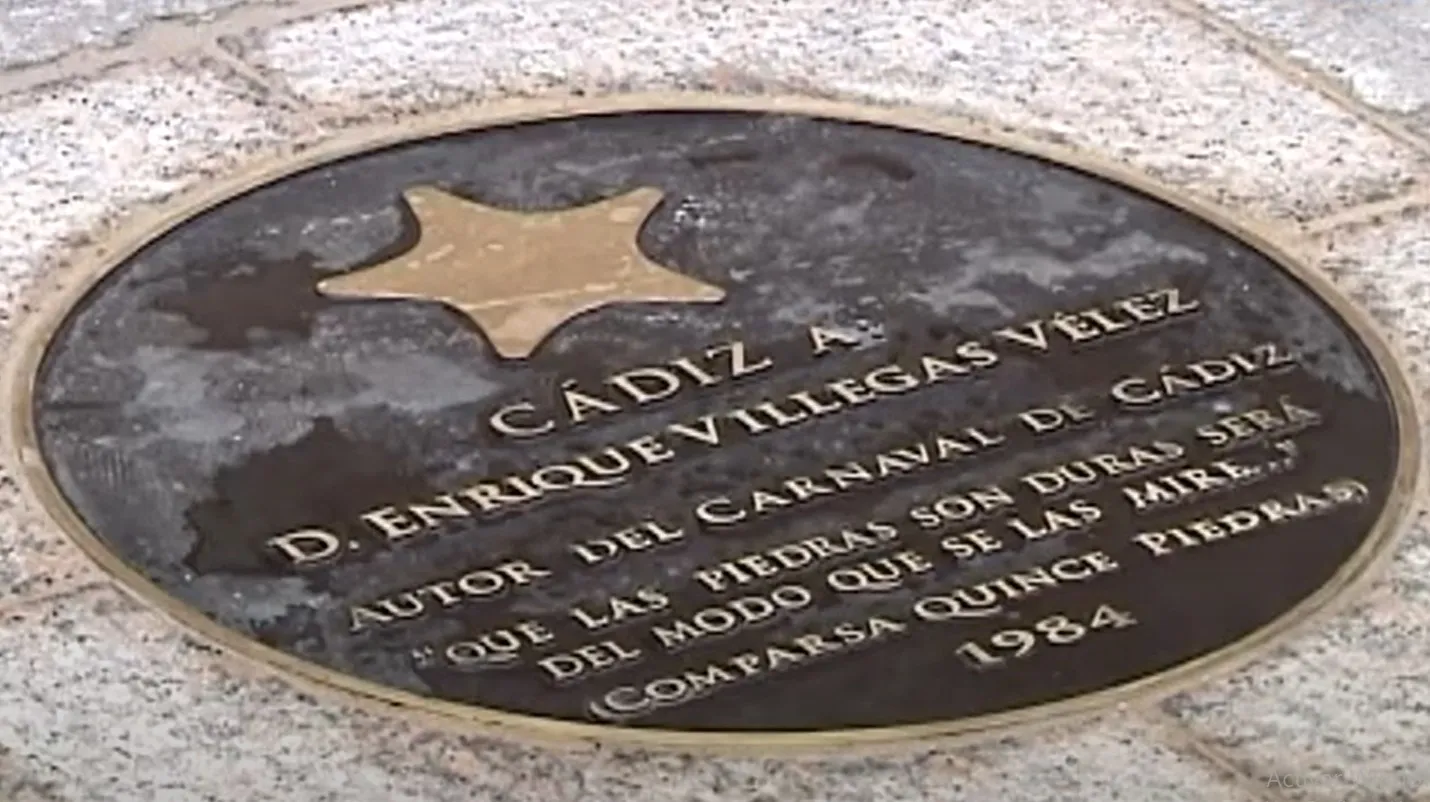 CÁDIZ A:
D. ENRIQUE VILLEGAS VÉLEZ
AUTOR DEL CARNAVAL DE CÁDIZ
"QUE LAS PIEDRAS SON DURAS SERÁ
DEL MODO QUE SE LAS MIRE..."
(COMPARSA QUINCE PIEDRAS)
1984